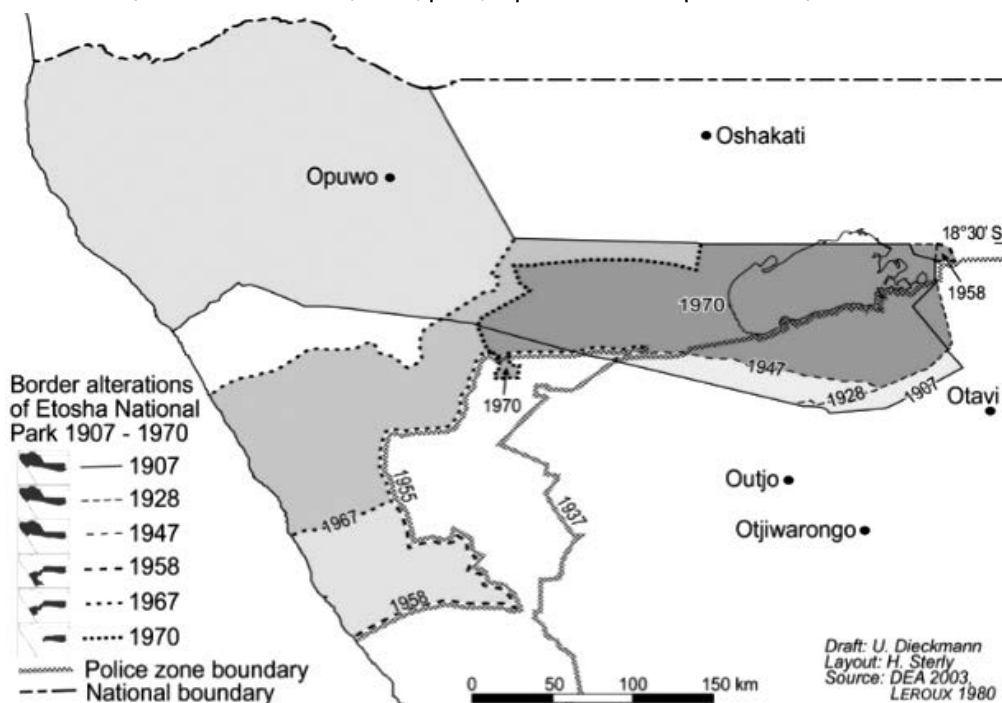 Oshakati
Opuwo
18°30' S
1970
1958
1947
1970
1928
1907
Otavi
1955
1937
Outjo
Otjiwarongo
1967
1958
Border alterations
of Etosha National
Park 1907 - 1970
1907
1928
1947
1958
1967
1970
Police zone boundary
National boundary
0 50 100 150 km
Draft: U. Dieckmann
Layout: H. Sterly
Source: DEA 2003,
LEROUX 1980